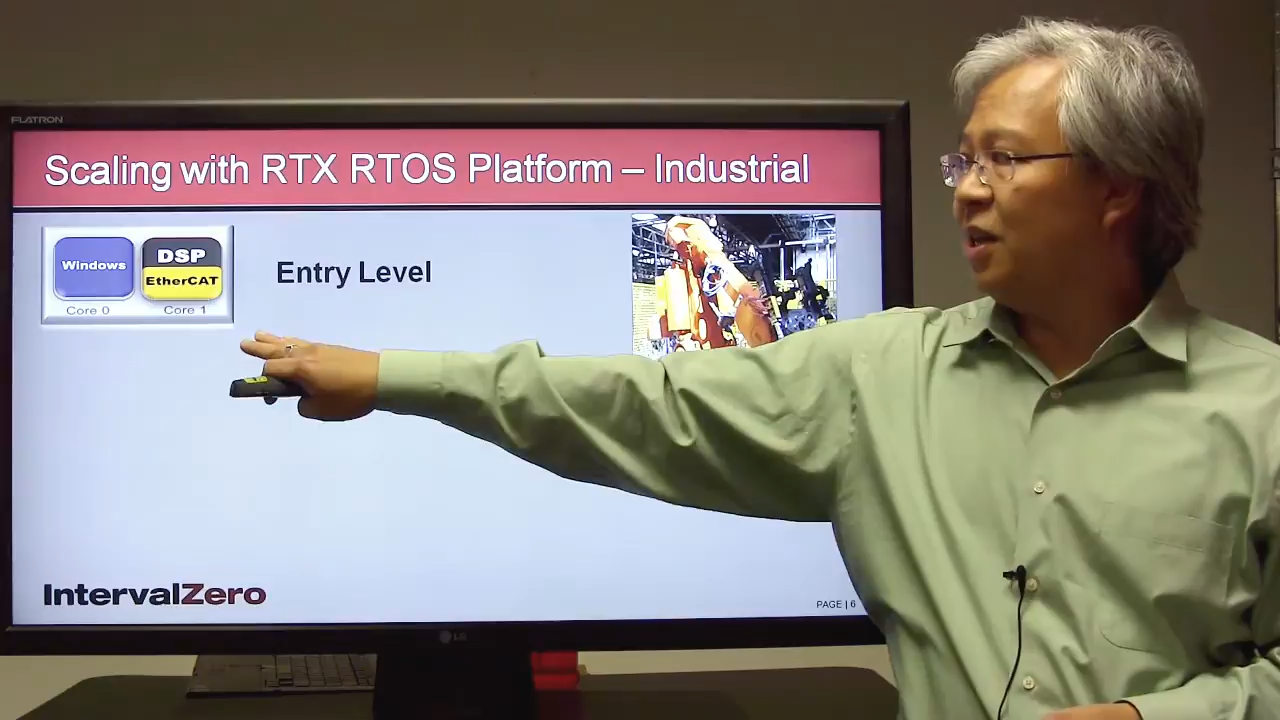 FLATRON
Scaling with RTX RTOS Platform – Industrial
Windows
DSP
EtherCAT
Core 0
Core 1
Entry Level
IntervalZero
PAGE | 6
LG